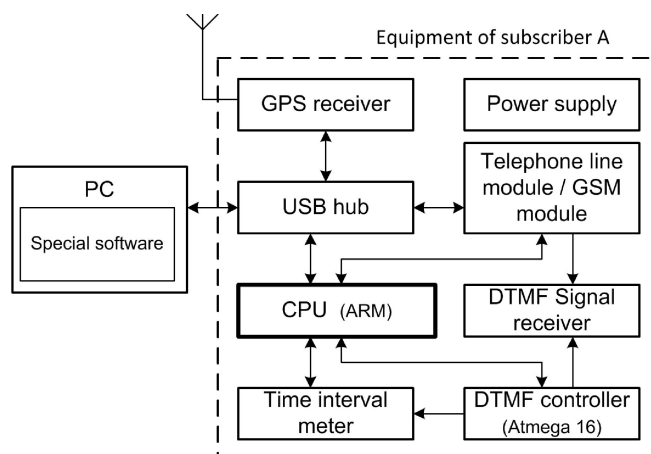 Equipment of subscriber A
GPS receiver
Power supply
PC
Special software
USB hub
Telephone line
module / GSM
module
CPU (ARM)
DTMF Signal
receiver
Time interval
meter
DTMF controller
(Atmega 16)